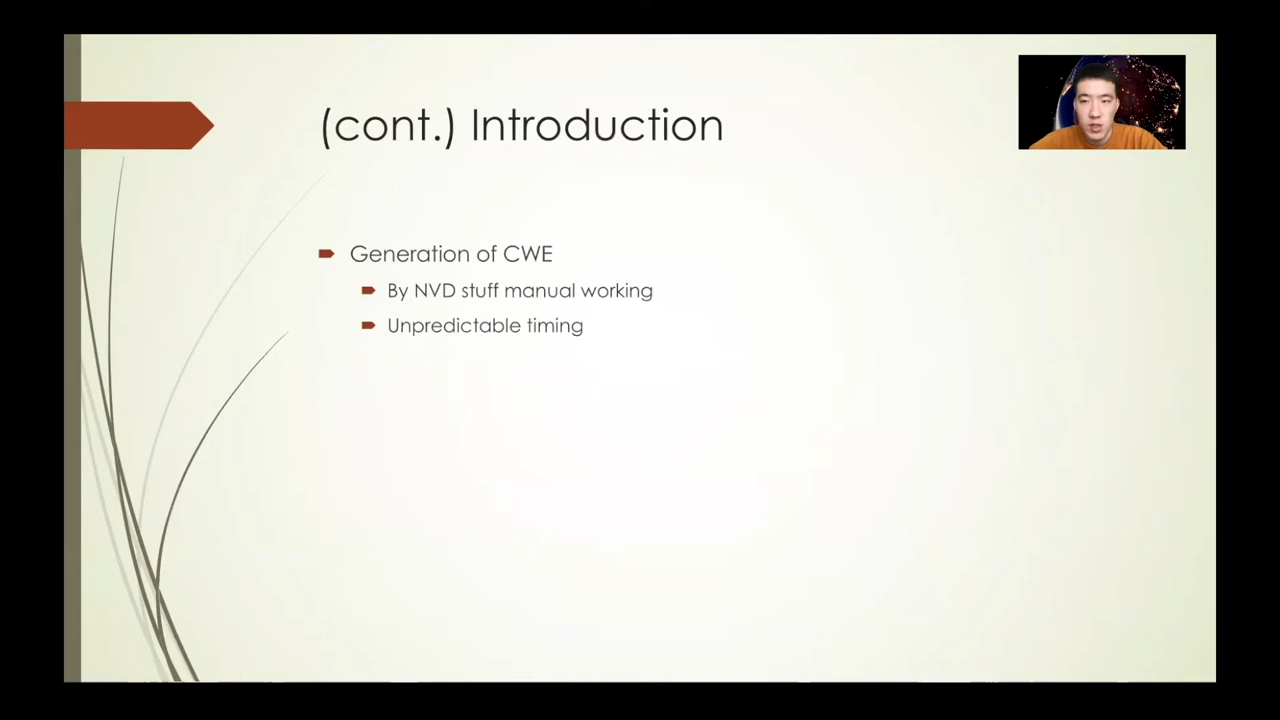 (cont.) Introduction
Generation of CWE
By NVD stuff manual working
Unpredictable timing